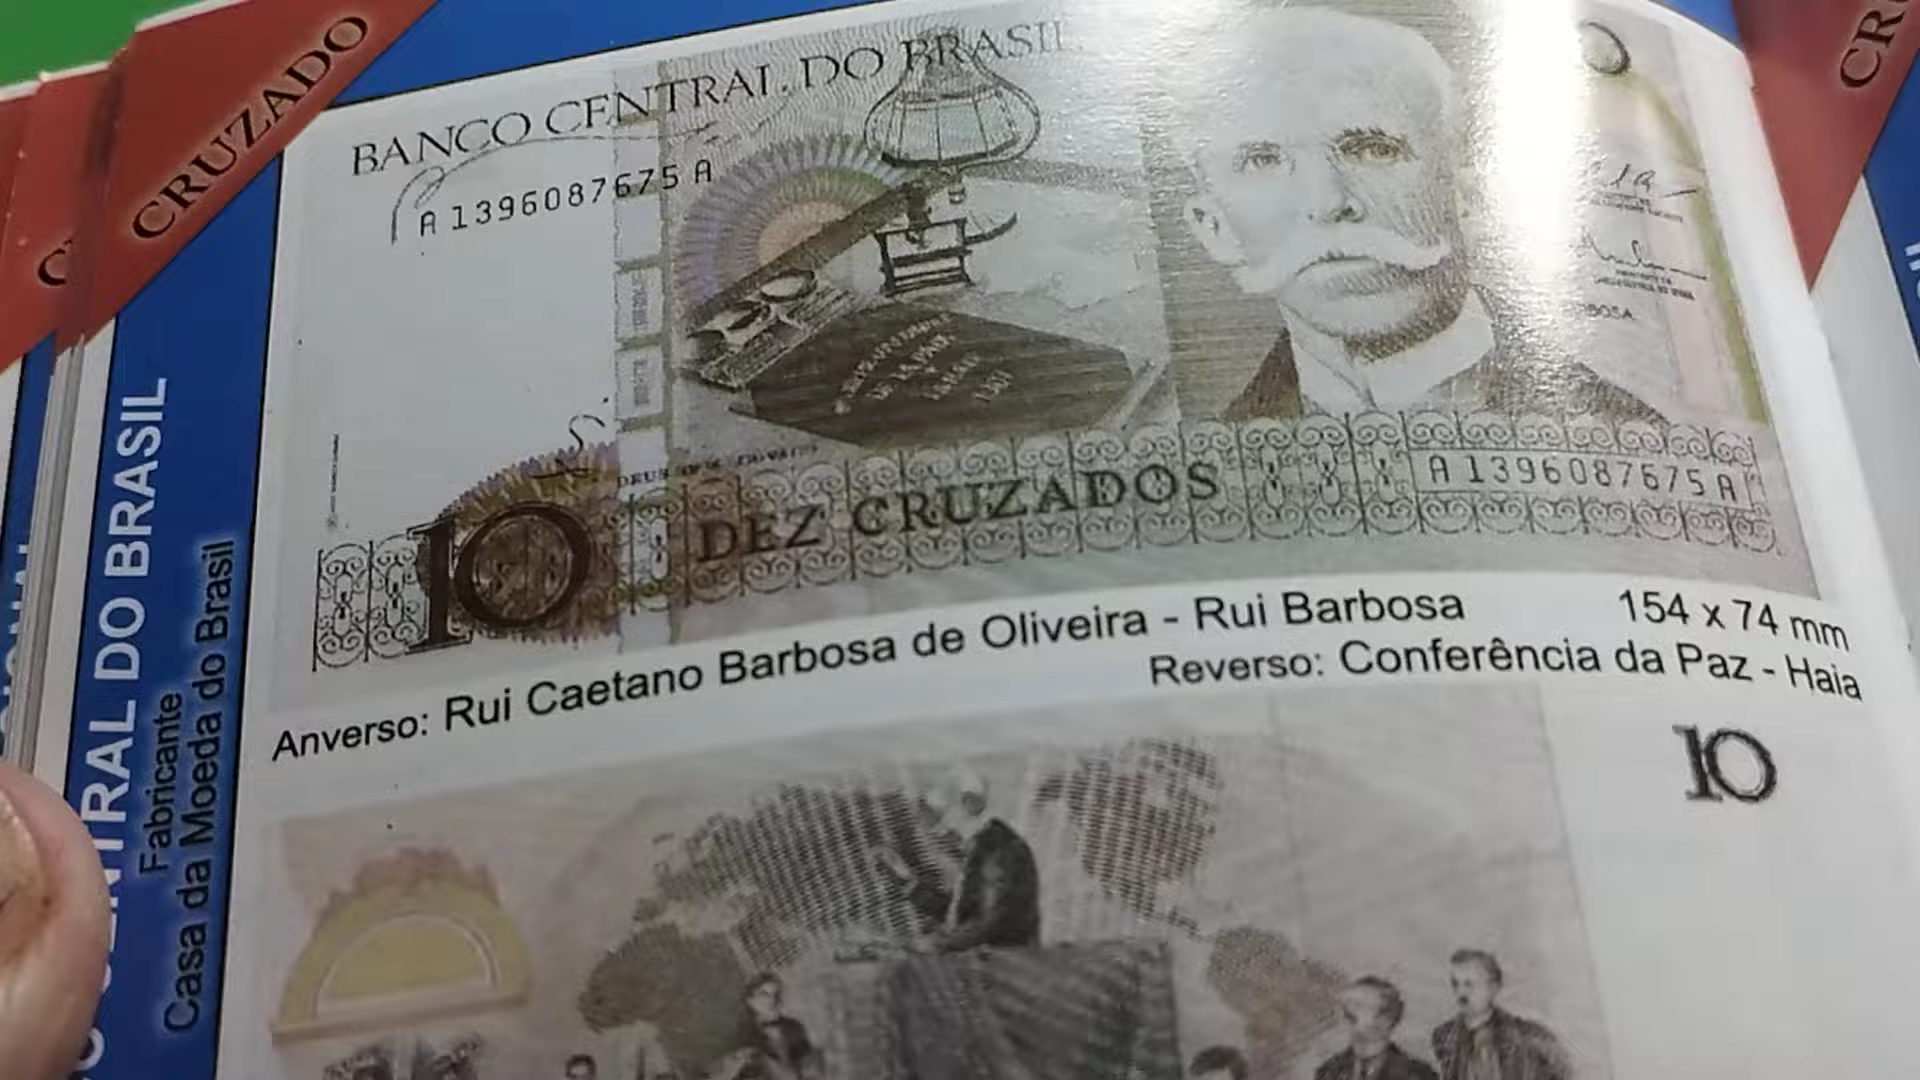 CRUZADO
BANCO CENTRAL DO BRASIL
A 1396087675 A
DEZ CRUZADOS
A 1396087675 A
10
Anverso: Rui Caetano Barbosa de Oliveira - Rui Barbosa
154 x 74 mm
Reverso: Conferência da Paz - Haia
10
CENTRAL DO BRASIL
Fabricante
Casa da Moeda do Brasil